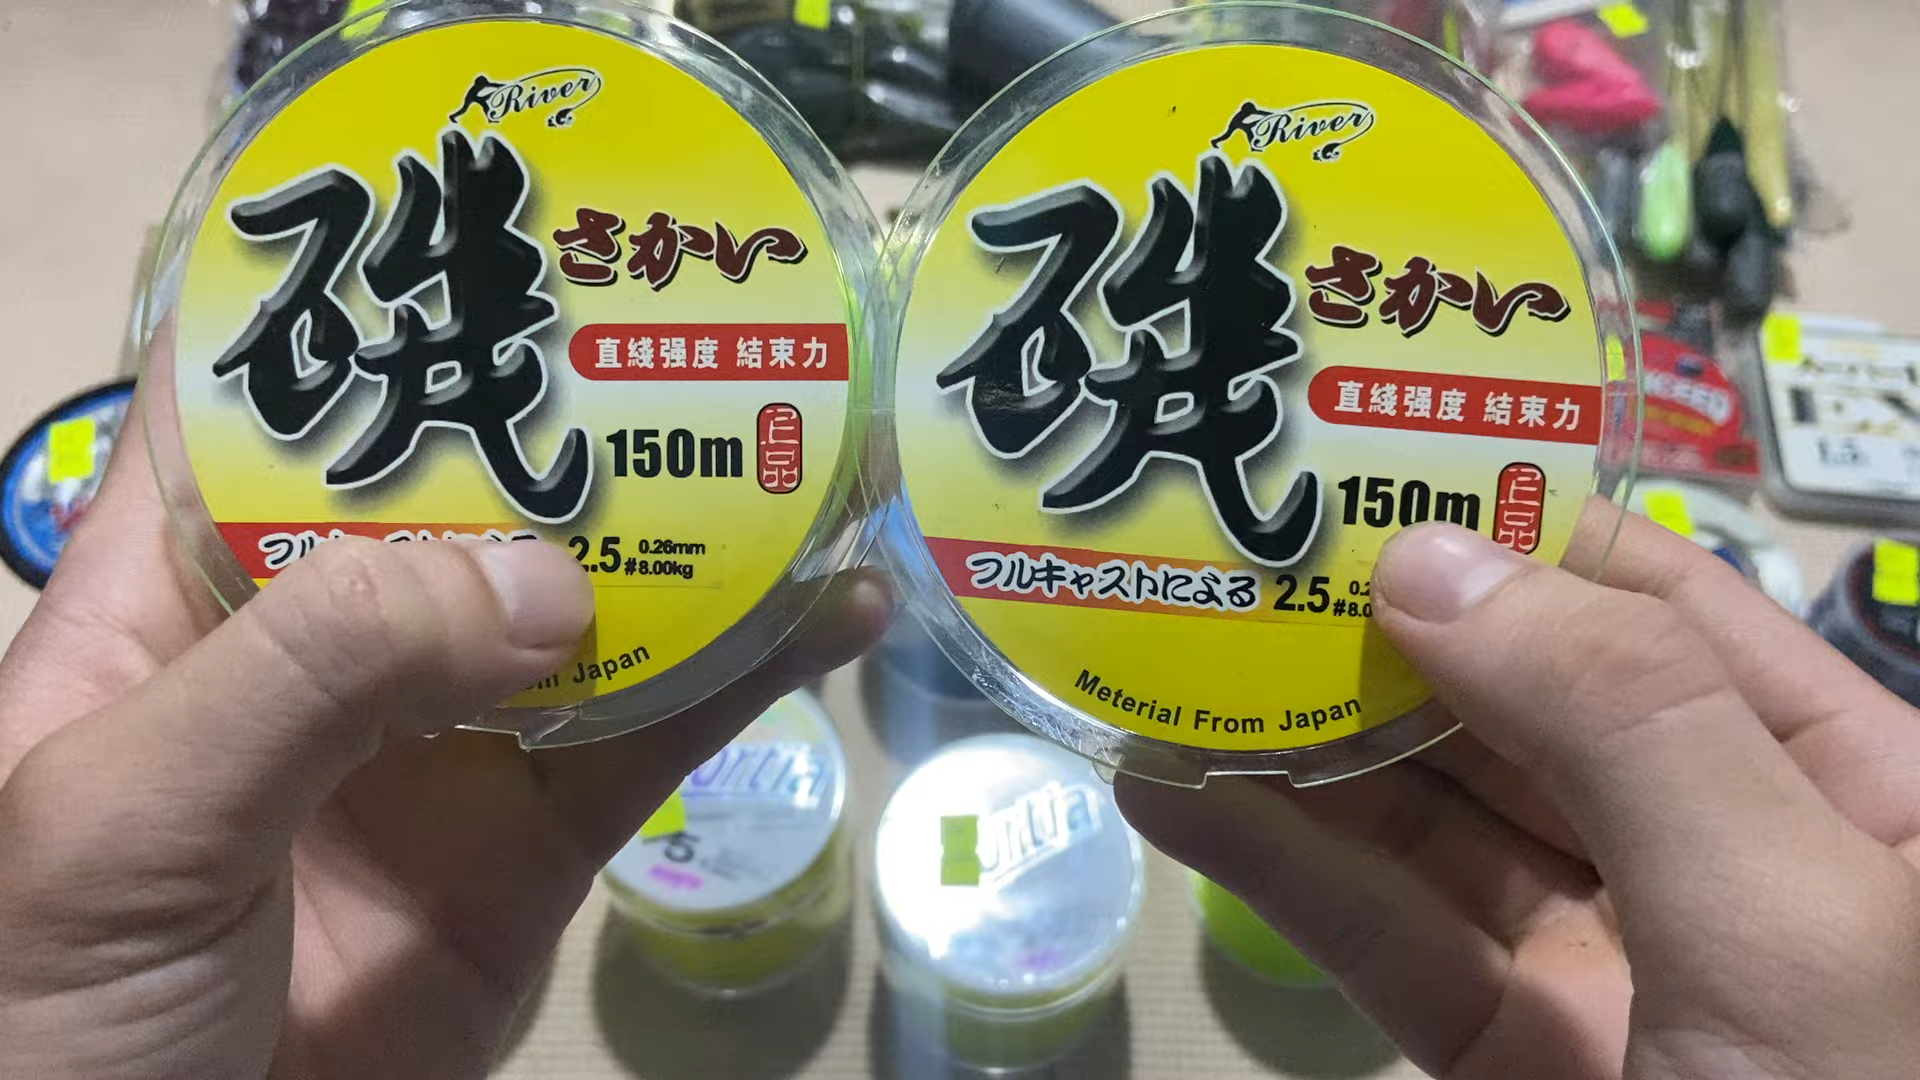 River
磯
さかい
直綫强度 結束力
150m
2.5 #
0.26mm
8.00kg
Japan
River
磯
さかい
直綫强度 結束力
150m
フルキャストによる
2.5 #
Meterial From Japan
5